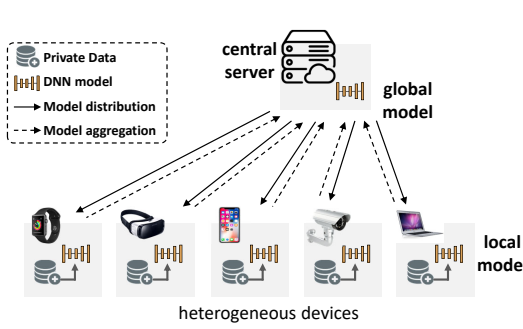 central
server
Private Data
DNN model
Model distribution
Model aggregation
global
model
local
mode
heterogeneous devices